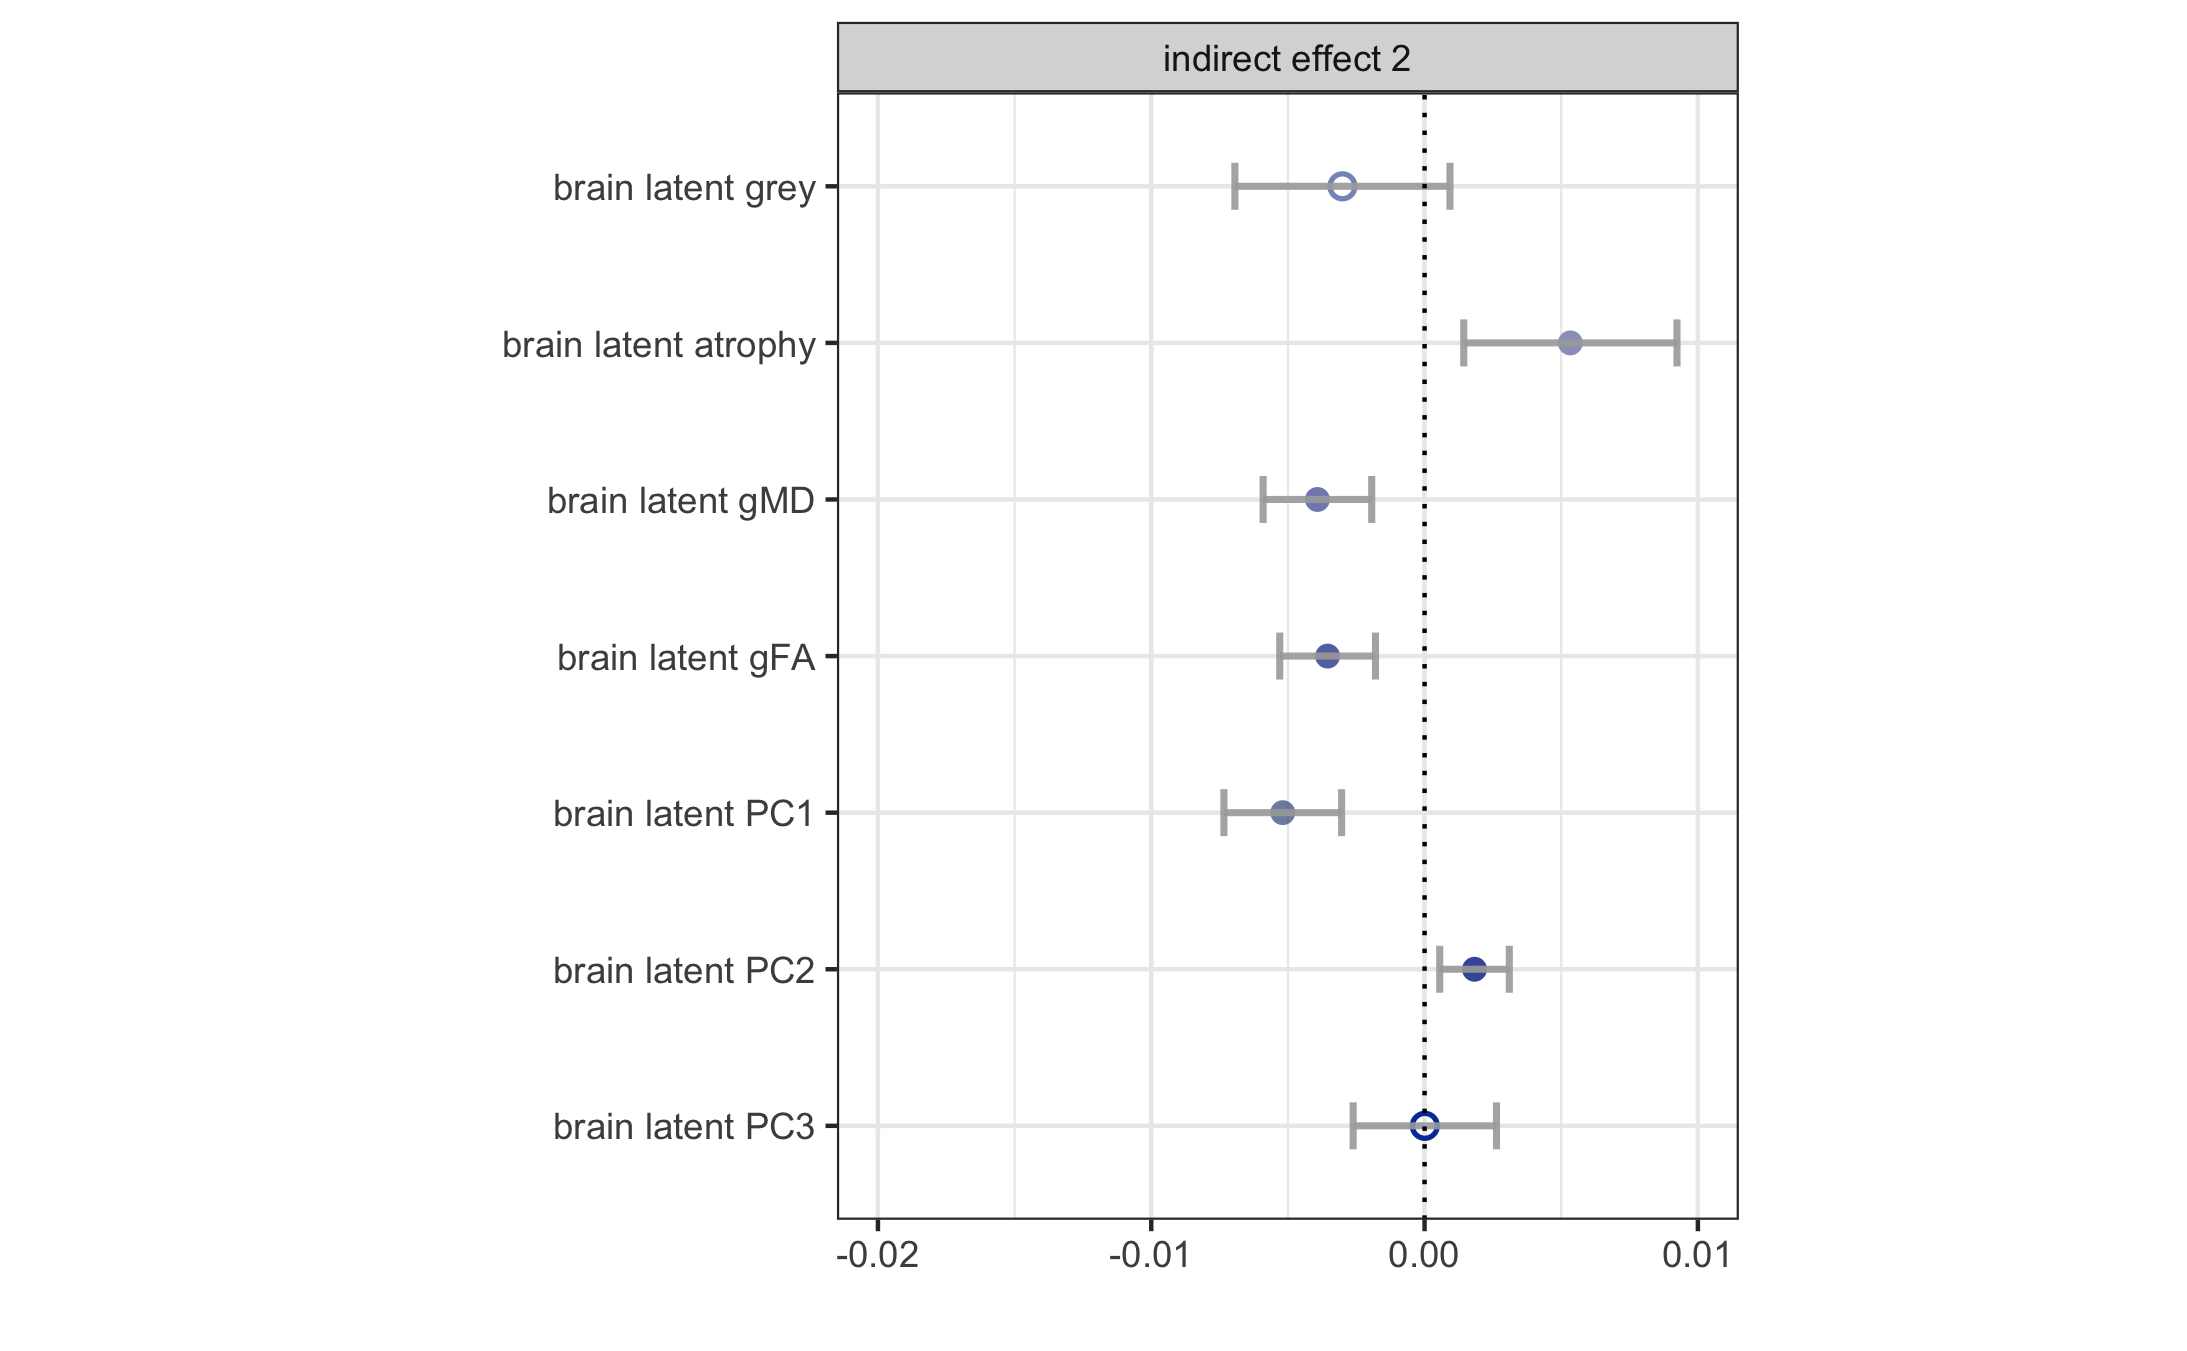 indirect effect 2
brain latent grey
brain latent atrophy
brain latent gMD
brain latent gFA
brain latent PC1
brain latent PC2
brain latent PC3
-0.02 -0.01 0.00 0.01